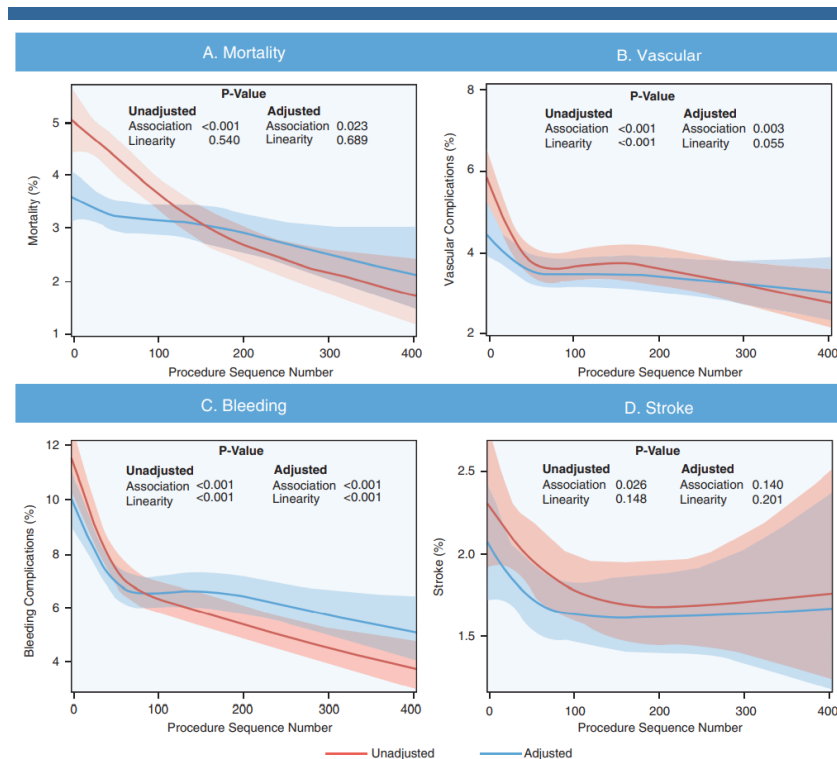 A. Mortality
P-Value
Unadjusted Adjusted
Association <0.001 Association 0.023
Linearity 0.540 Linearity 0.689
5
4
3
2
1
Mortality (%)
0 100 200 300 400
Procedure Sequence Number
B. Vascular
P-Value
Unadjusted Adjusted
Association <0.001 Association 0.003
Linearity <0.001 Linearity 0.055
8
6
4
2
Vascular Complications (%)
0 100 200 300 400
Procedure Sequence Number
C. Bleeding
P-Value
Unadjusted Adjusted
Association <0.001 Association <0.001
Linearity <0.001 Linearity <0.001
12
10
8
6
4
Bleeding Complications (%)
0 100 200 300 400
Procedure Sequence Number
D. Stroke
P-Value
Unadjusted Adjusted
Association 0.026 Association 0.140
Linearity 0.148 Linearity 0.201
2.5
2.0
1.5
Stroke (%)
0 100 200 300 400
Procedure Sequence Number
Unadjusted Adjusted